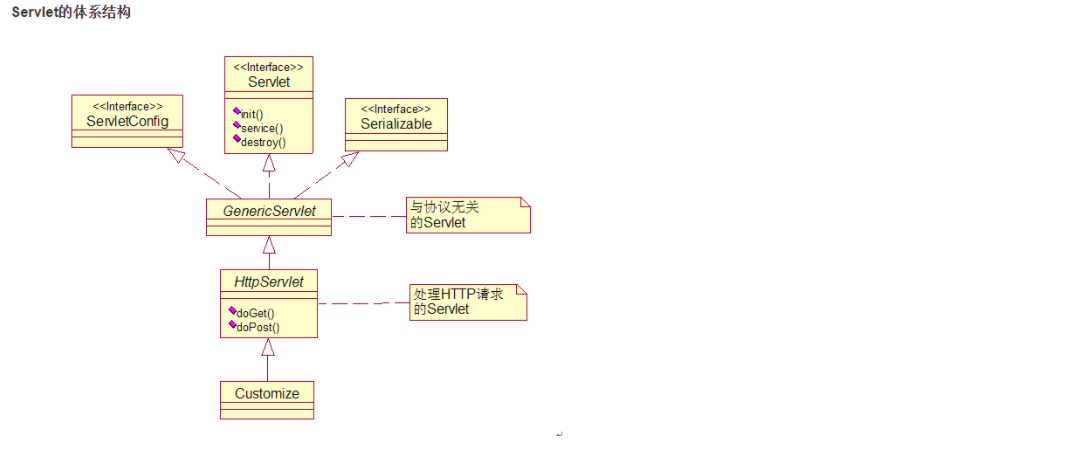 Servlet的体系结构
<<Interface>>
Servlet
init()
service()
destroy()
<<Interface>>
ServletConfig
<<Interface>>
Serializable
GenericServlet
与协议无关
的Servlet
HttpServlet
doGet()
doPost()
处理HTTP请求
的Servlet
Customize